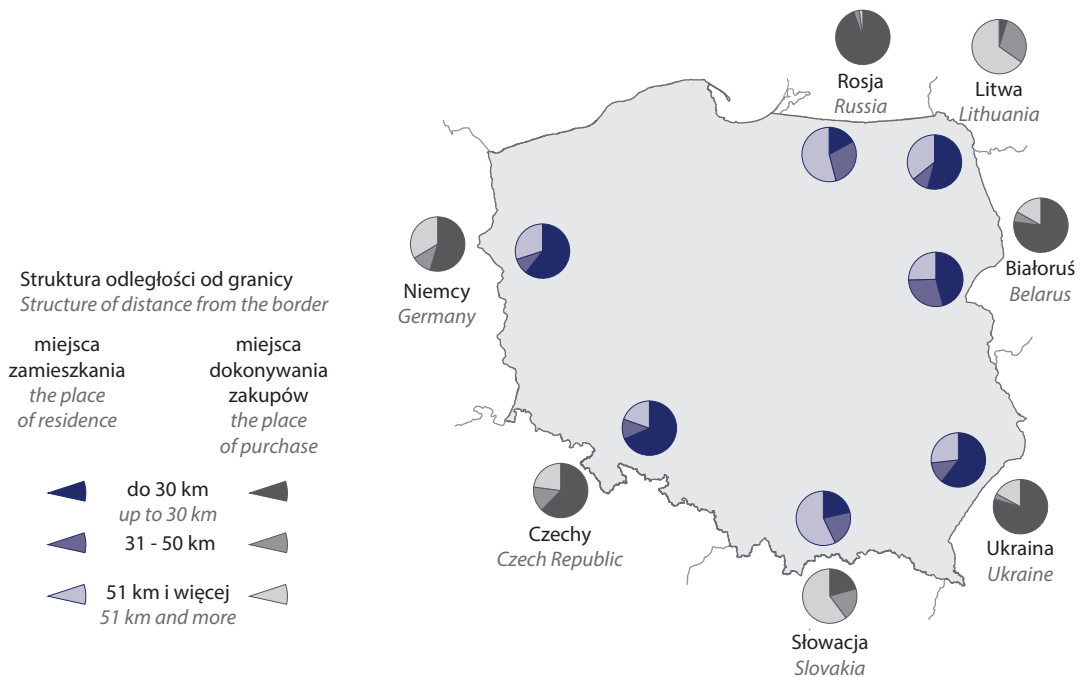 Struktura odległości od granicy
Structure of distance from the border
miejsca
zamieszkania
the place
of residence
miejsca
dokonywania
zakupów
the place
of purchase
do 30 km
up to 30 km
31 - 50 km
51 km i więcej
51 km and more
Rosja
Russia
Litwa
Lithuania
Białoruś
Belarus
Niemcy
Germany
Czechy
Czech Republic
Ukraina
Ukraine
Słowacja
Slovakia